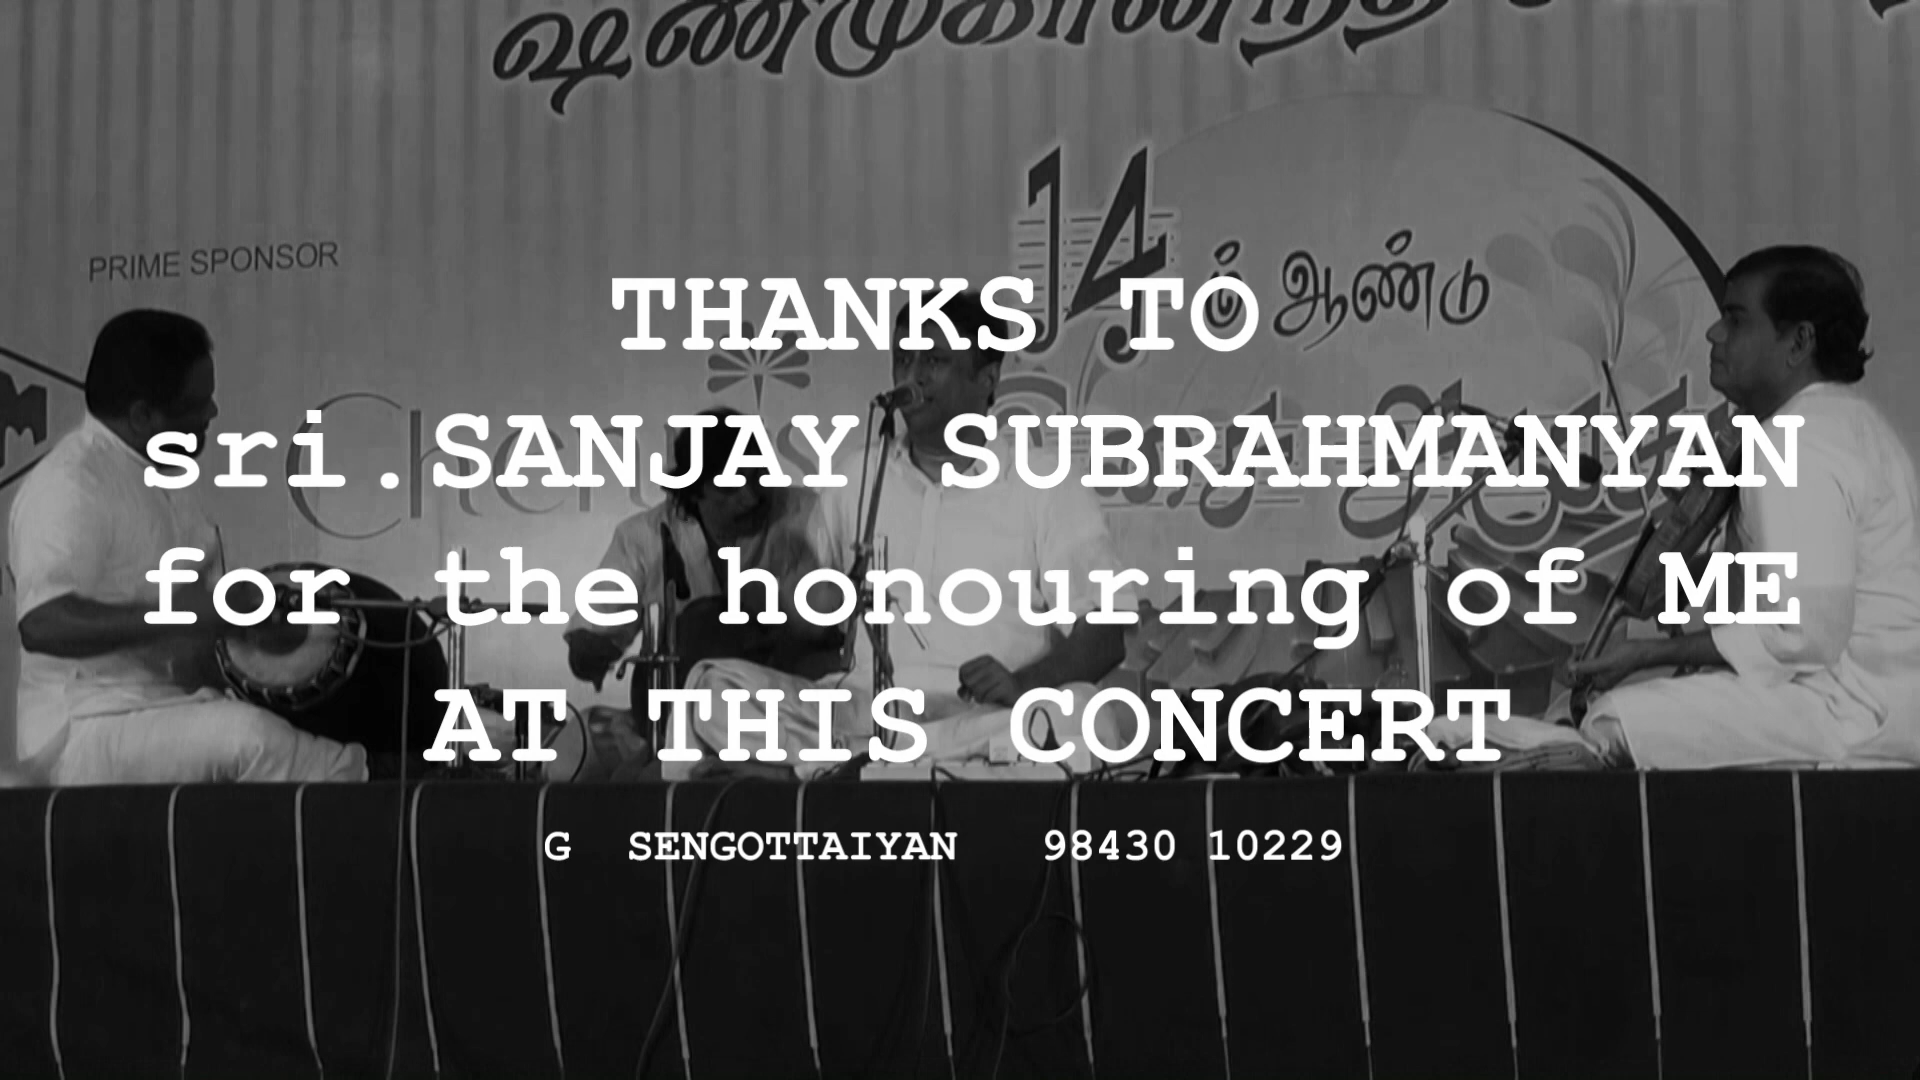 PRIME SPONSOR
14 ம் ஆண்டு
THANKS TO
sri.SANJAY SUBRAHMANYAN
for the honouring of ME
AT THIS CONCERT
G SENGOTTAIYAN 98430 10229